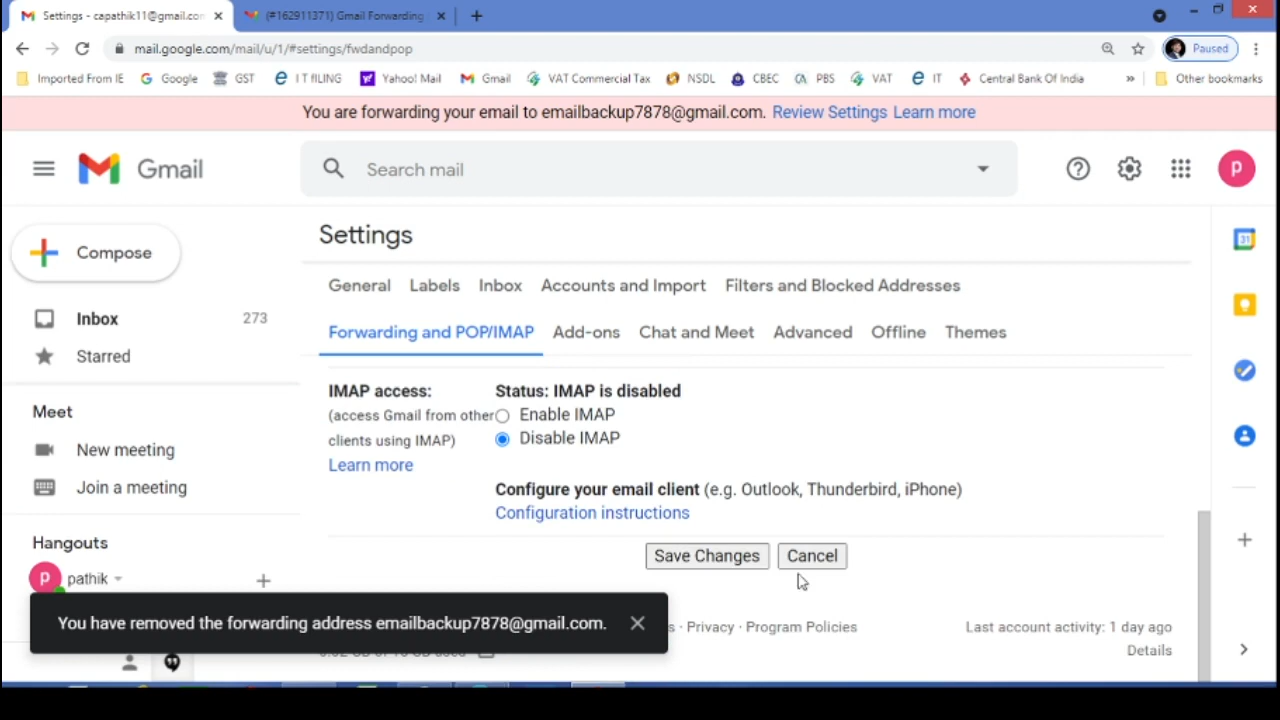 Settings - capathik11@gmail.con
(#162911371) Gmail Forwarding
mail.google.com/mail/u/1/#settings/fwdandpop
Paused
Imported From IE
Google
GST
I T fILING
Yahoo! Mail
Gmail
VAT Commercial Tax
NSDL
CBEC
PBS
VAT
IT
Central Bank Of India
»
Other bookmarks
You are forwarding your email to emailbackup7878@gmail.com. Review Settings Learn more
Gmail
Search mail
P
Compose
Settings
General Labels Inbox Accounts and Import Filters and Blocked Addresses
Forwarding and POP/IMAP Add-ons Chat and Meet Advanced Offline Themes
Inbox 273
Starred
Meet
New meeting
Join a meeting
Hangouts
P pathik
IMAP access:
(access Gmail from other
clients using IMAP)
Learn more
Status: IMAP is disabled
Enable IMAP
Disable IMAP
Configure your email client (e.g. Outlook, Thunderbird, iPhone)
Configuration instructions
Save Changes Cancel
You have removed the forwarding address emailbackup7878@gmail.com.
· Privacy · Program Policies
Last account activity: 1 day ago
Details
31